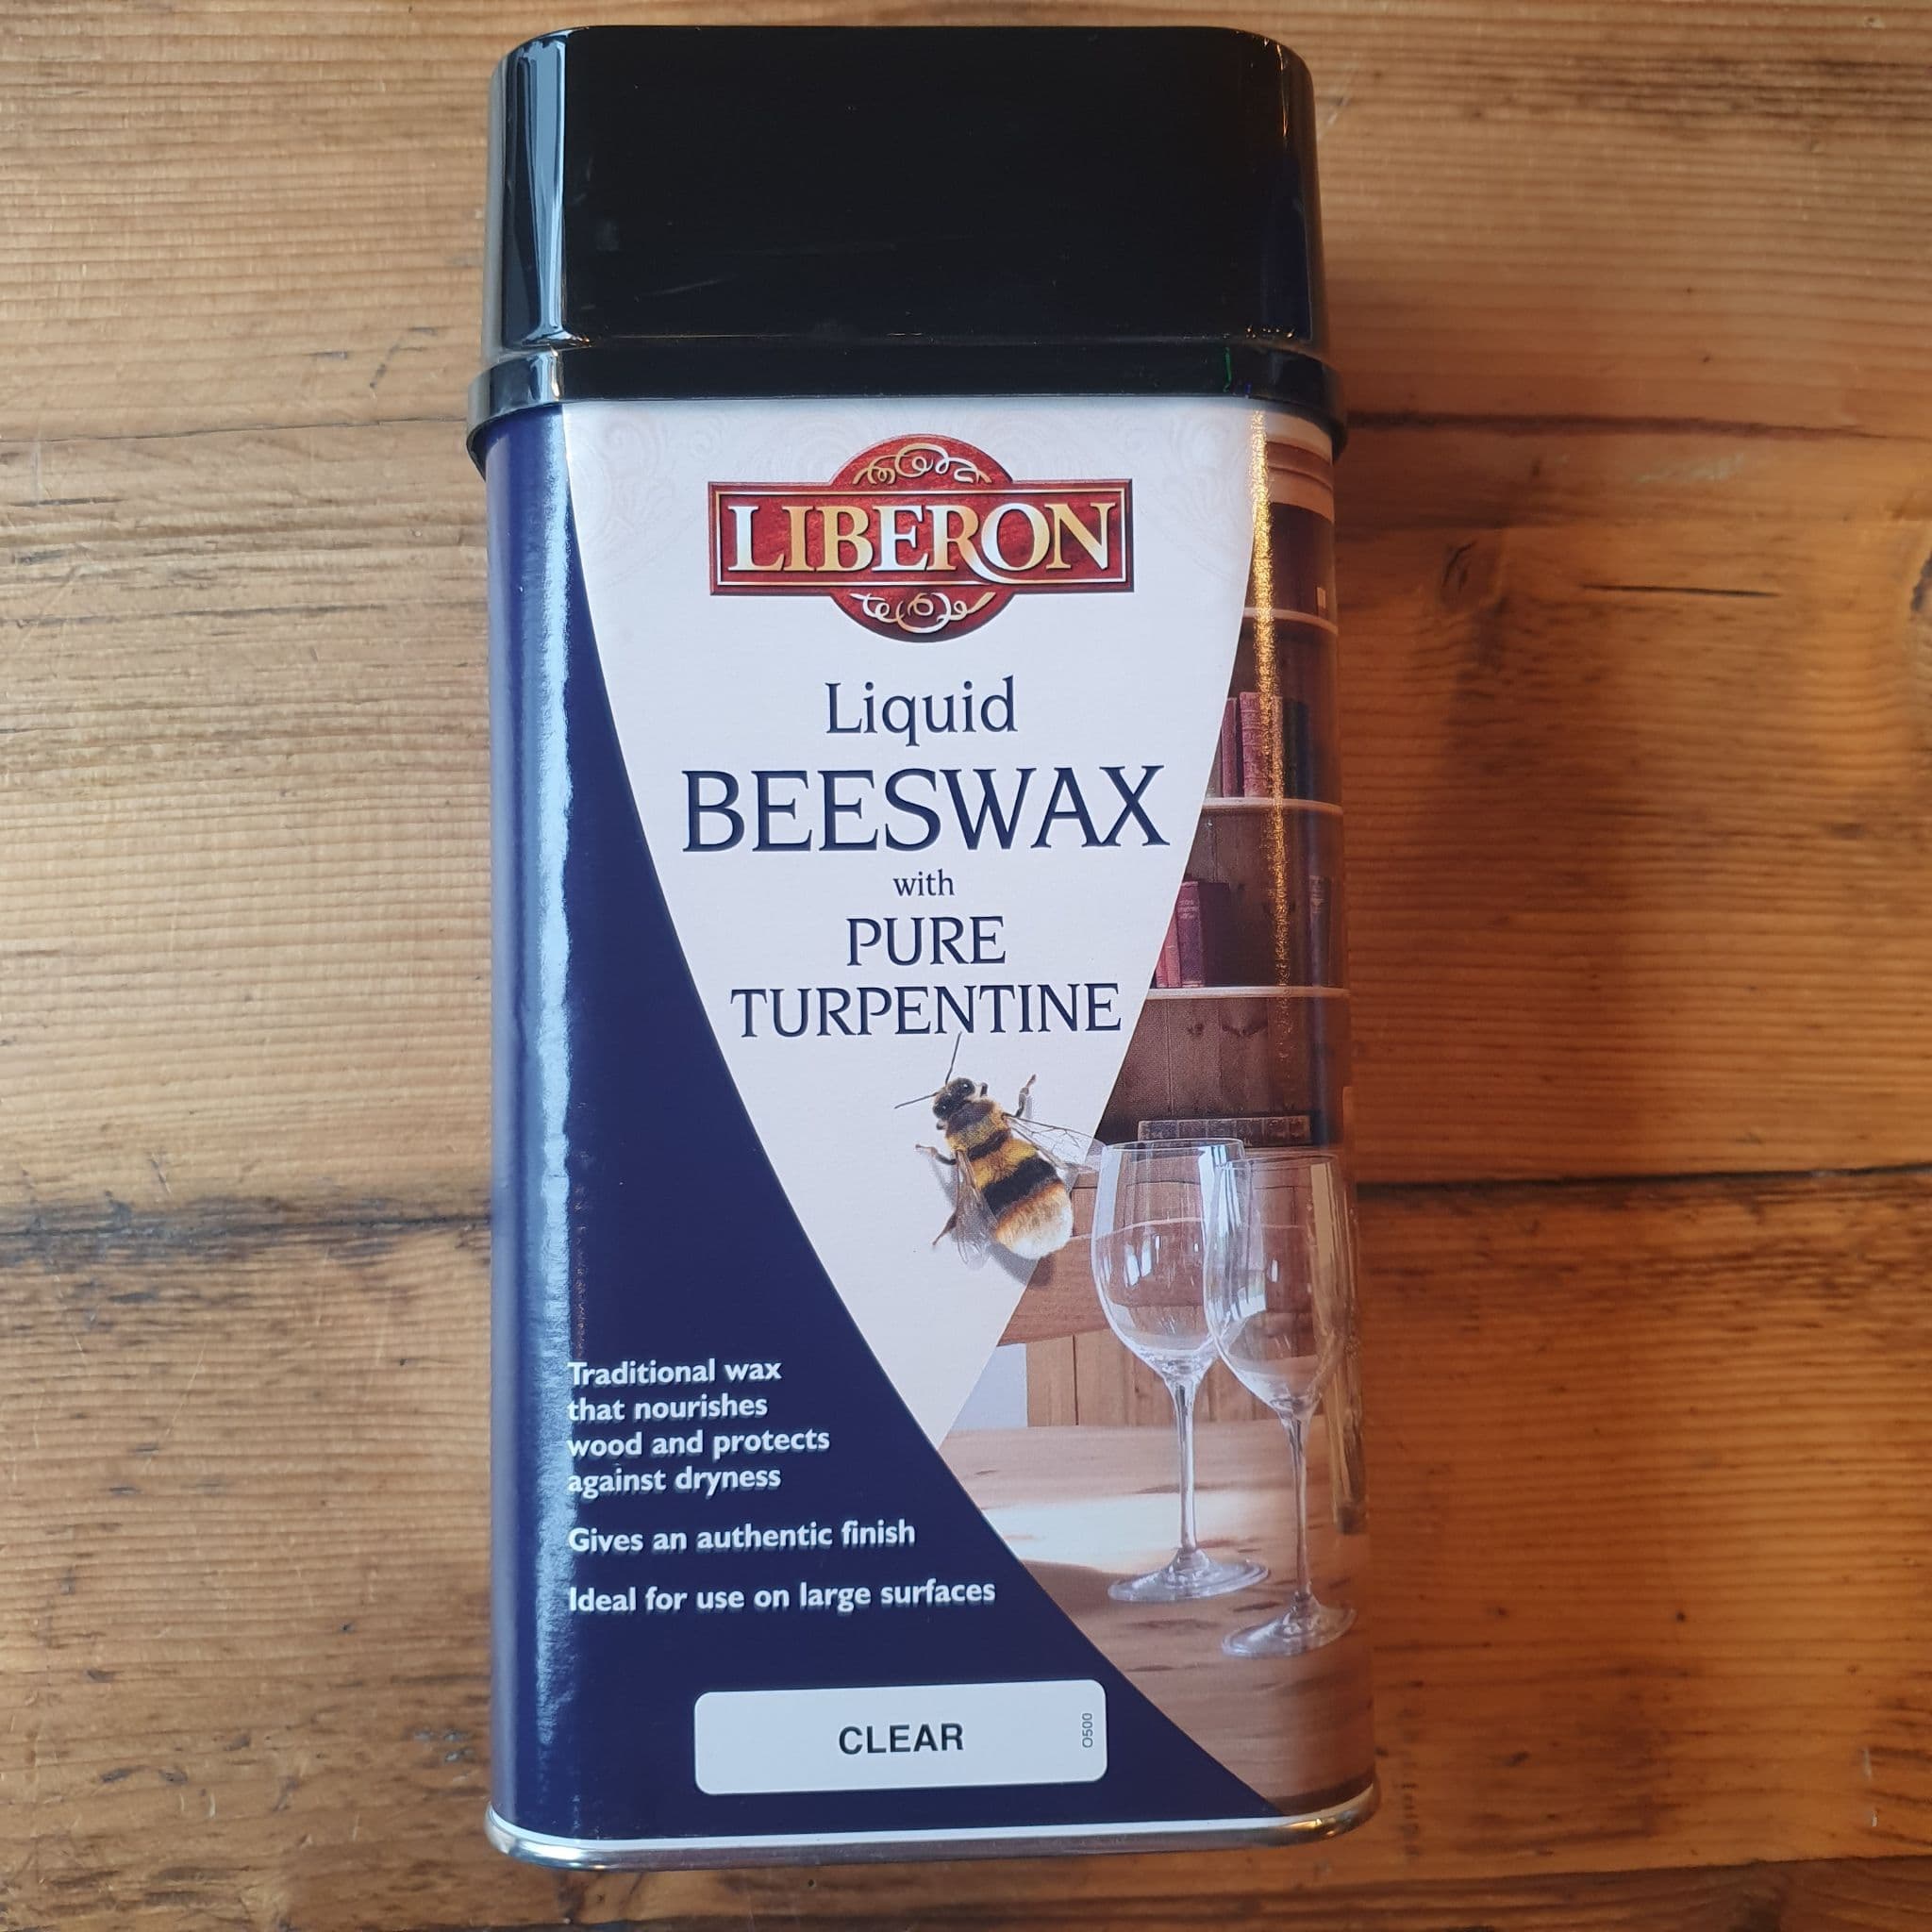 LIBERON
Liquid
BEESWAX
with
PURE
TURPENTINE
Traditional wax
that nourishes
wood and protects
against dryness
Gives an authentic finish
Ideal for use on large surfaces
CLEAR
O500